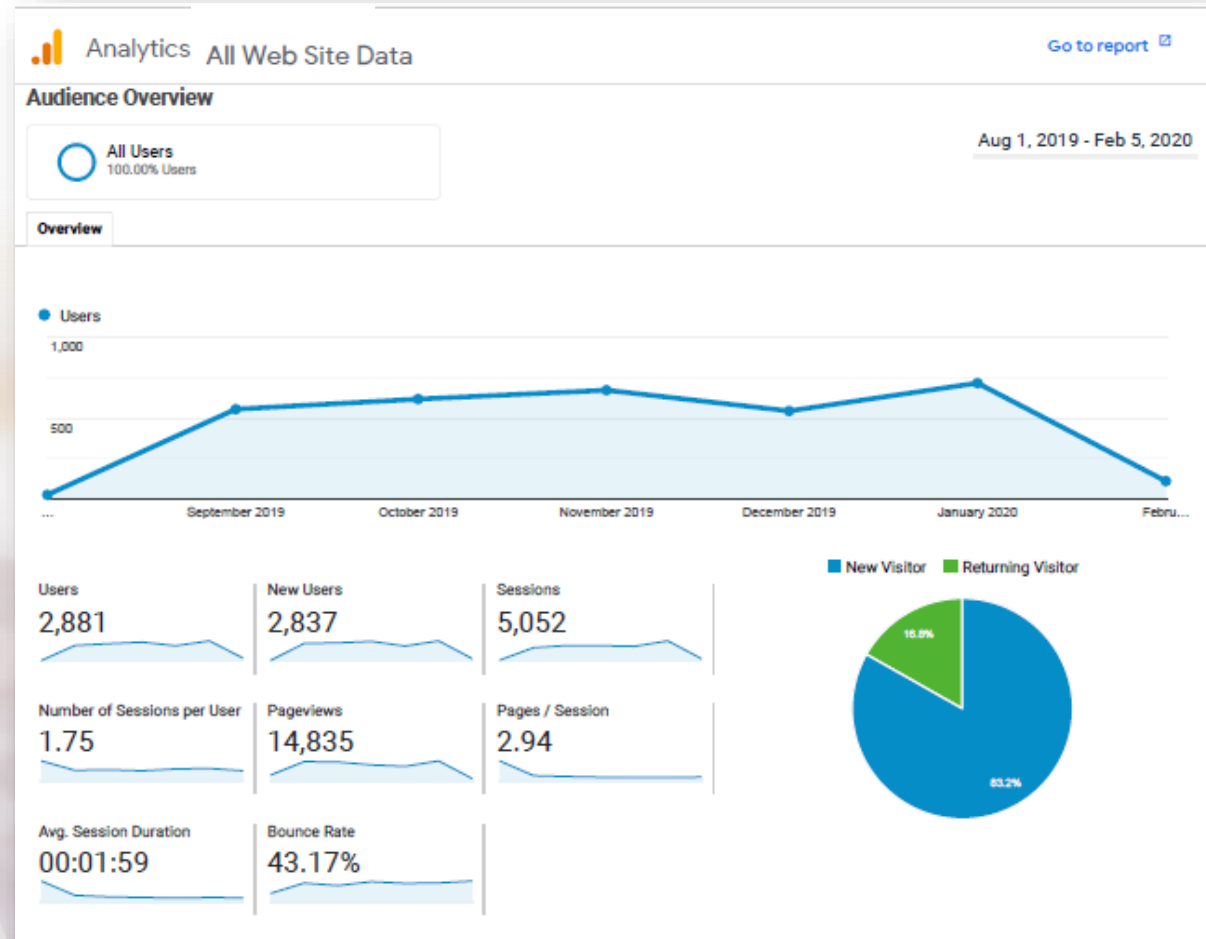 Analytics All Web Site Data
Go to report
Audience Overview
All Users
100.00% Users
Aug 1, 2019 - Feb 5, 2020
Overview
Users
1,000
500
...
September 2019
October 2019
November 2019
December 2019
January 2020
Febru...
New Visitor
Returning Visitor
Users
New Users
Sessions
2,881
2,837
5,052
Number of Sessions per User
Pageviews
Pages / Session
1.75
14,835
2.94
Avg. Session Duration
Bounce Rate
00:01:59
43.17%
16.8%
83.2%